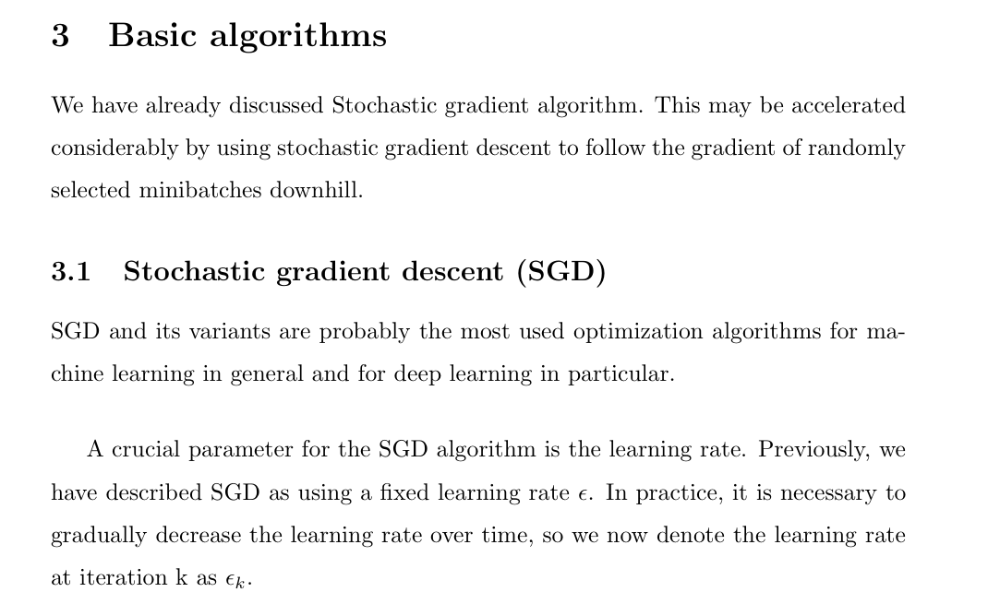 3 Basic algorithms
We have already discussed Stochastic gradient algorithm. This may be accelerated
considerably by using stochastic gradient descent to follow the gradient of randomly
selected minibatches downhill.
3.1 Stochastic gradient descent (SGD)
SGD and its variants are probably the most used optimization algorithms for ma-
chine learning in general and for deep learning in particular.
A crucial parameter for the SGD algorithm is the learning rate. Previously, we
have described SGD as using a fixed learning rate ϵ. In practice, it is necessary to
gradually decrease the learning rate over time, so we now denote the learning rate
at iteration k as ϵₖ.